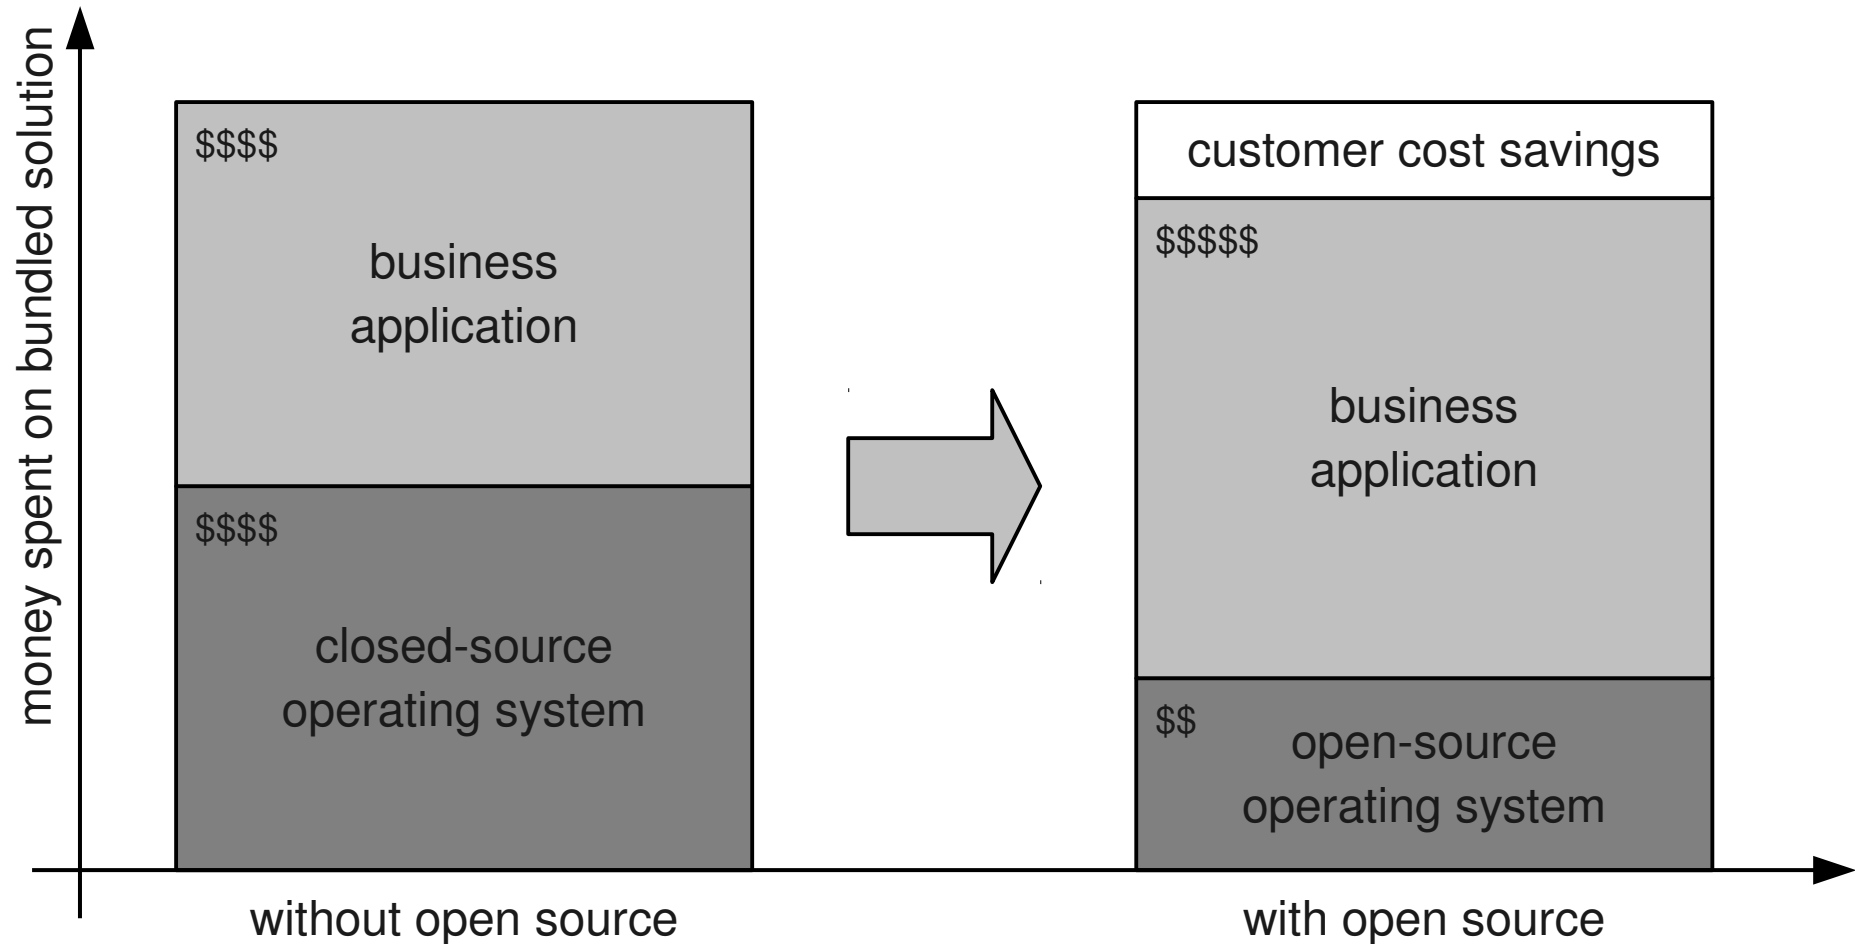 money spent on bundled solution
$$$$
business
application
$$$$
closed-source
operating system
without open source
customer cost savings
$$$$$
business
application
$$
open-source
operating system
with open source